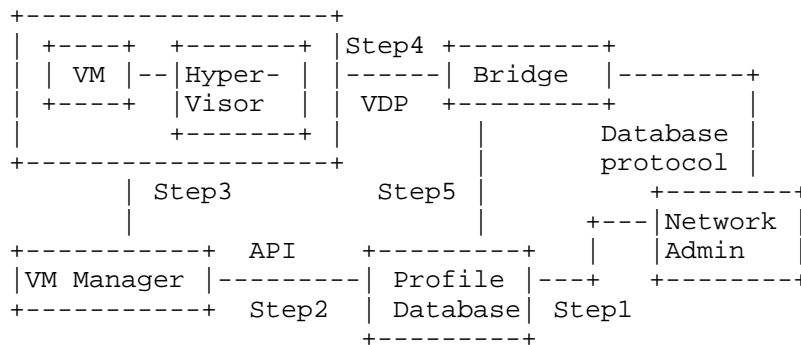 Step4
VM Hyper- Bridge
Visor VDP
Database
protocol
Step3 Step5
Network
API Admin
VM Manager Profile
Step2 Database Step1